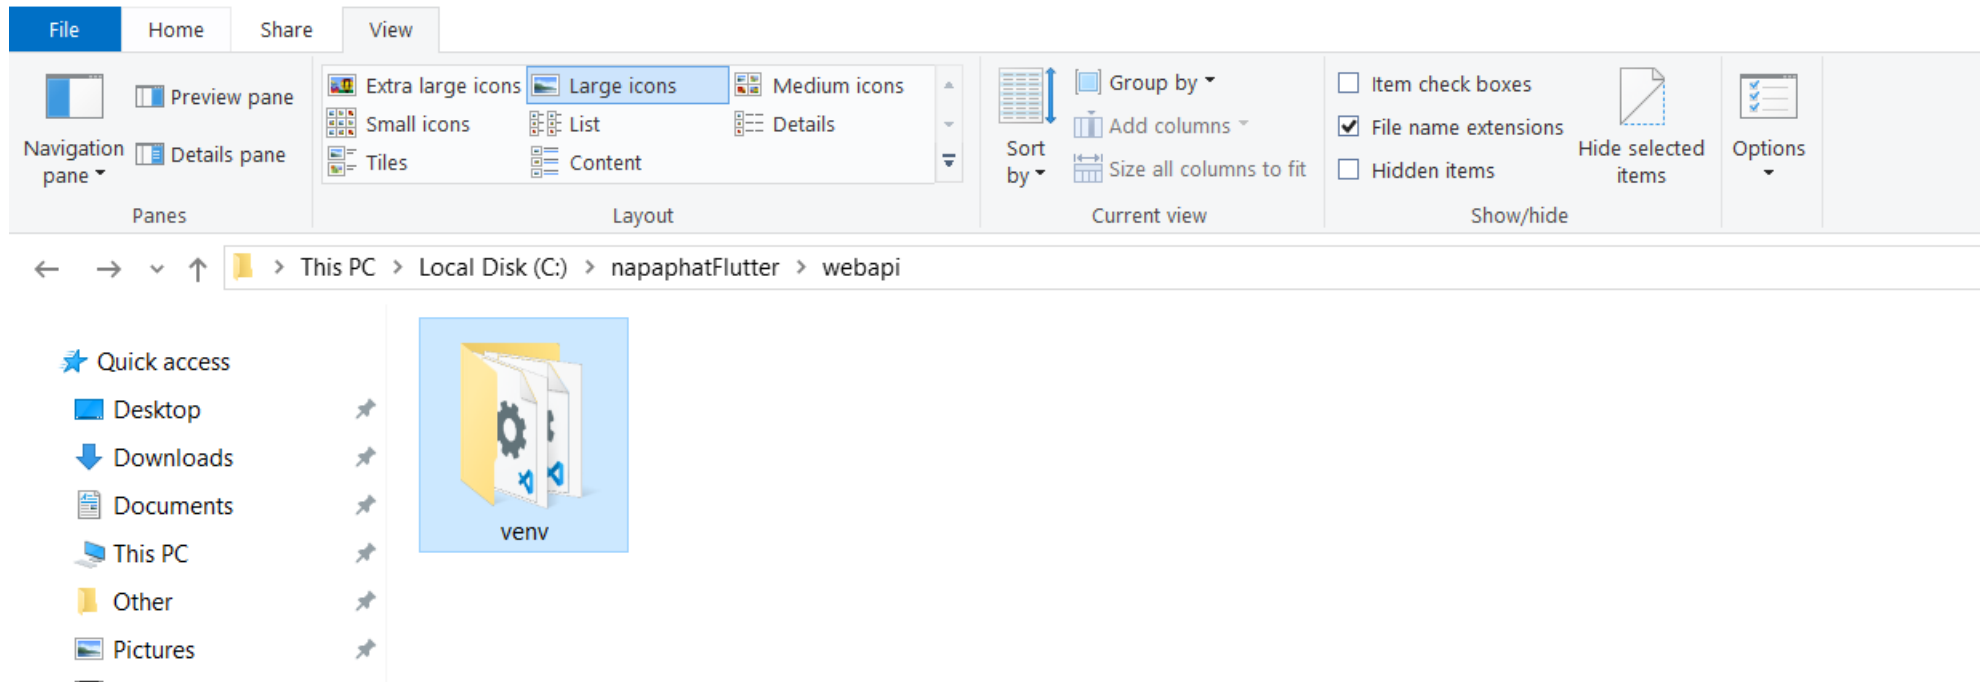 File Home Share View
Extra large icons Large icons Medium icons
Small icons List Details
Tiles Content
Layout
Preview pane
Details pane
Navigation
pane
Panes
Sort
by
Group by
Add columns
Size all columns to fit
Current view
Item check boxes
File name extensions
Hidden items
Hide selected
items
Show/hide
Options
This PC > Local Disk (C:) > napaphatFlutter > webapi
Quick access
Desktop
Downloads
Documents
This PC
Other
Pictures
venv